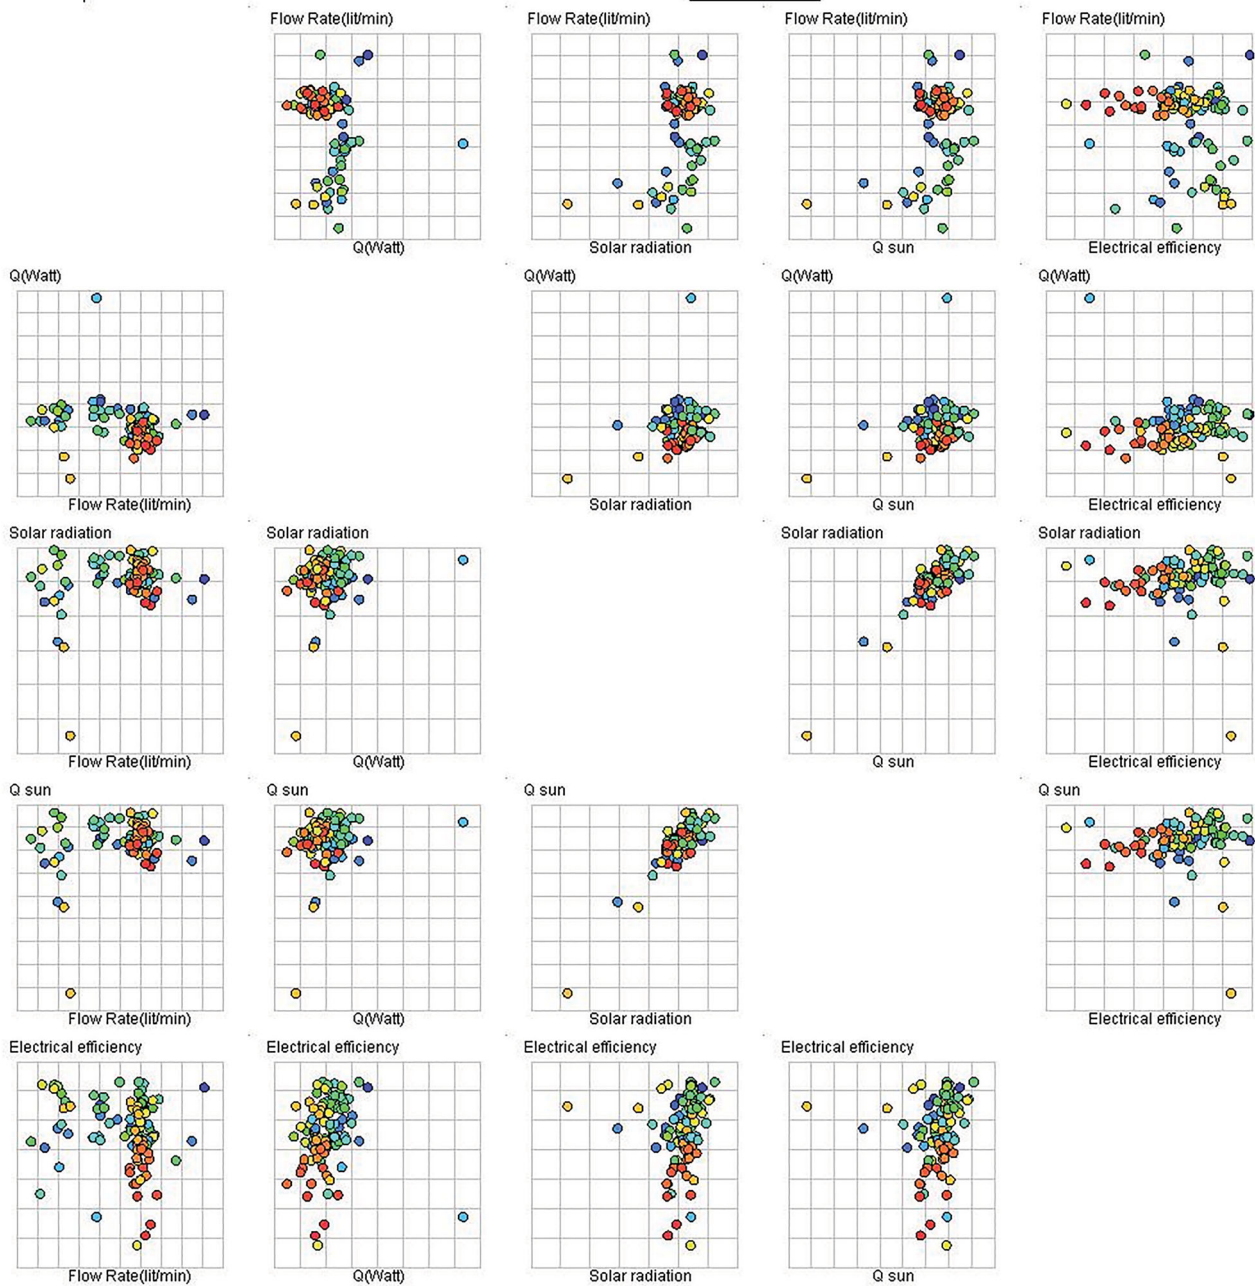 Flow Rate(lit/min) Flow Rate(lit/min) Flow Rate(lit/min) Flow Rate(lit/min)
Q(Watt) Solar radiation Q sun Electrical efficiency
Q(Watt) Q(Watt) Q(Watt) Q(Watt)
Flow Rate(lit/min) Solar radiation Q sun Electrical efficiency
Solar radiation Solar radiation Solar radiation Solar radiation
Flow Rate(lit/min) Q(Watt) Q sun Electrical efficiency
Q sun Q sun Q sun Q sun
Flow Rate(lit/min) Q(Watt) Solar radiation Electrical efficiency
Electrical efficiency Electrical efficiency Electrical efficiency Electrical efficiency
Flow Rate(lit/min) Q(Watt) Solar radiation Q sun